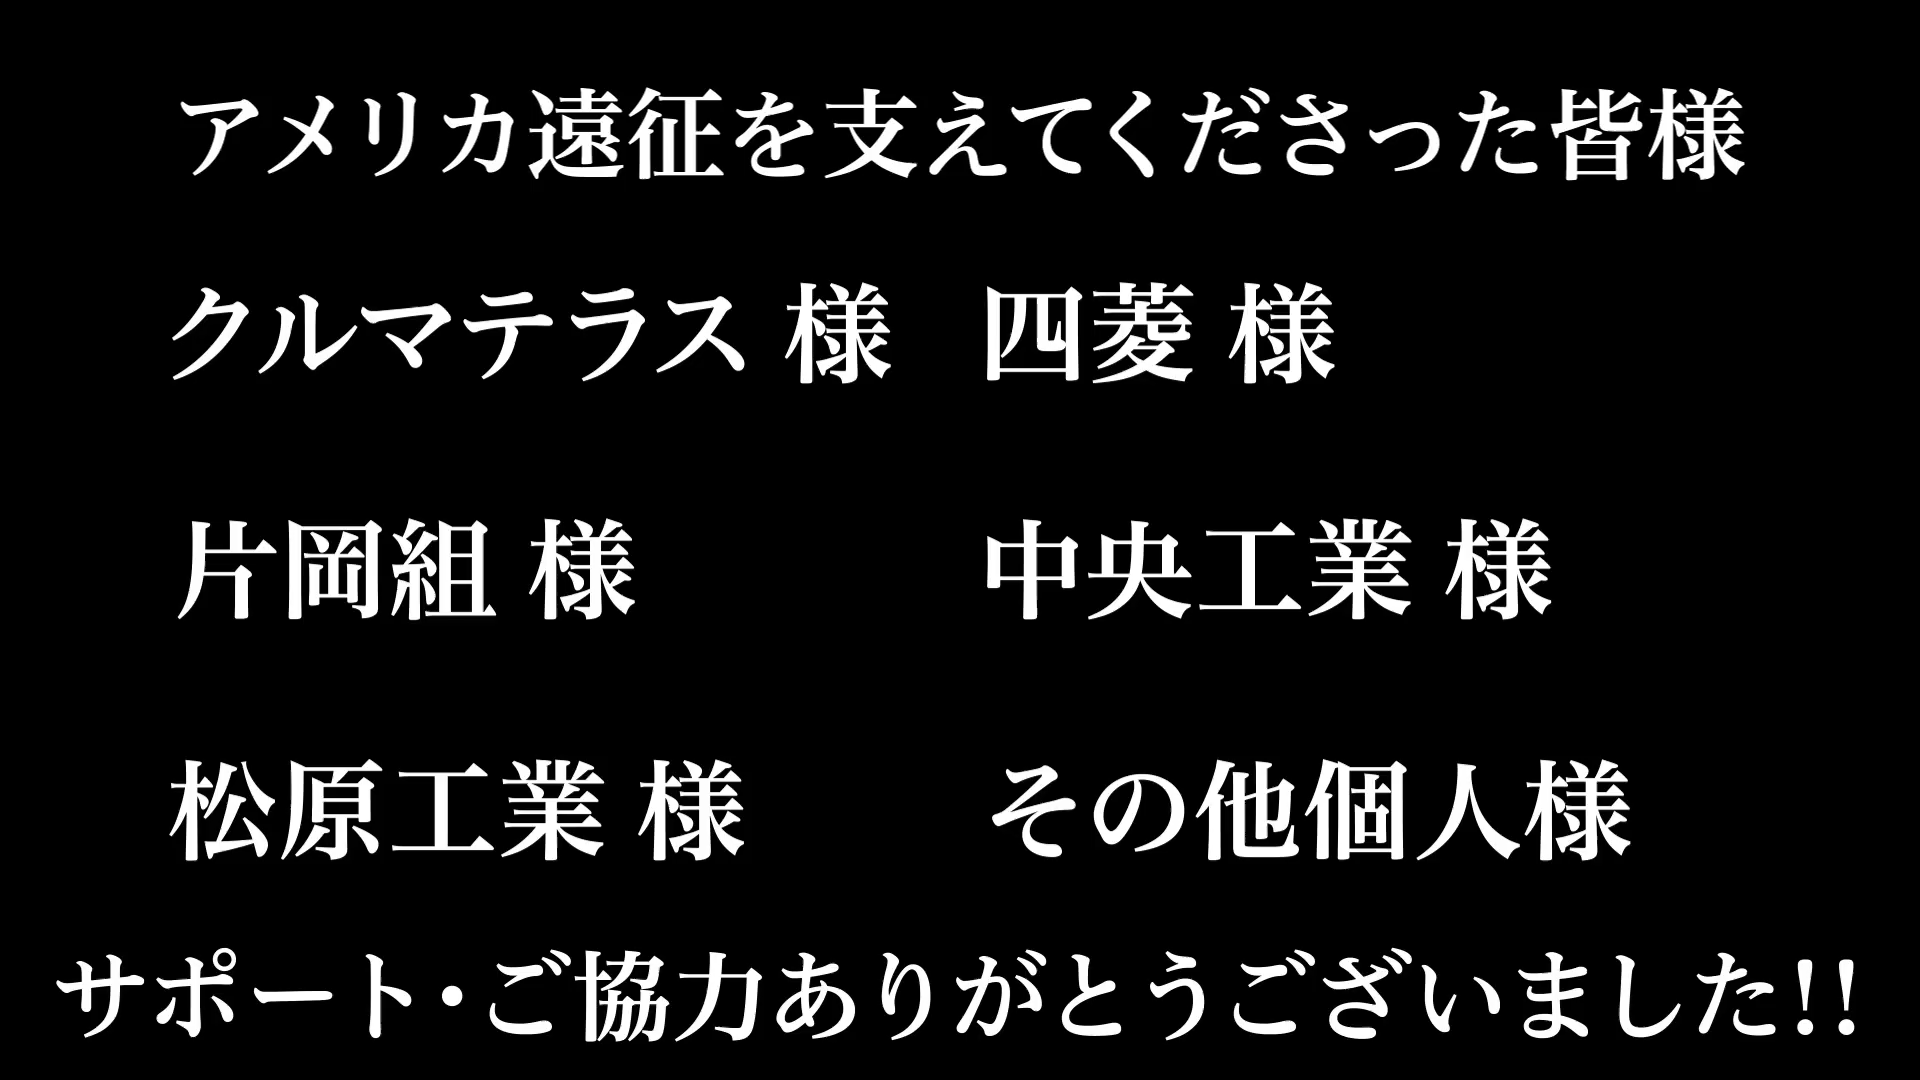 アメリカ遠征を支えてくださった皆様
クルマテラス 様 四菱 様
片岡組 様 中央工業 様
松原工業 様 その他個人様
サポート・ご協力ありがとうございました!!